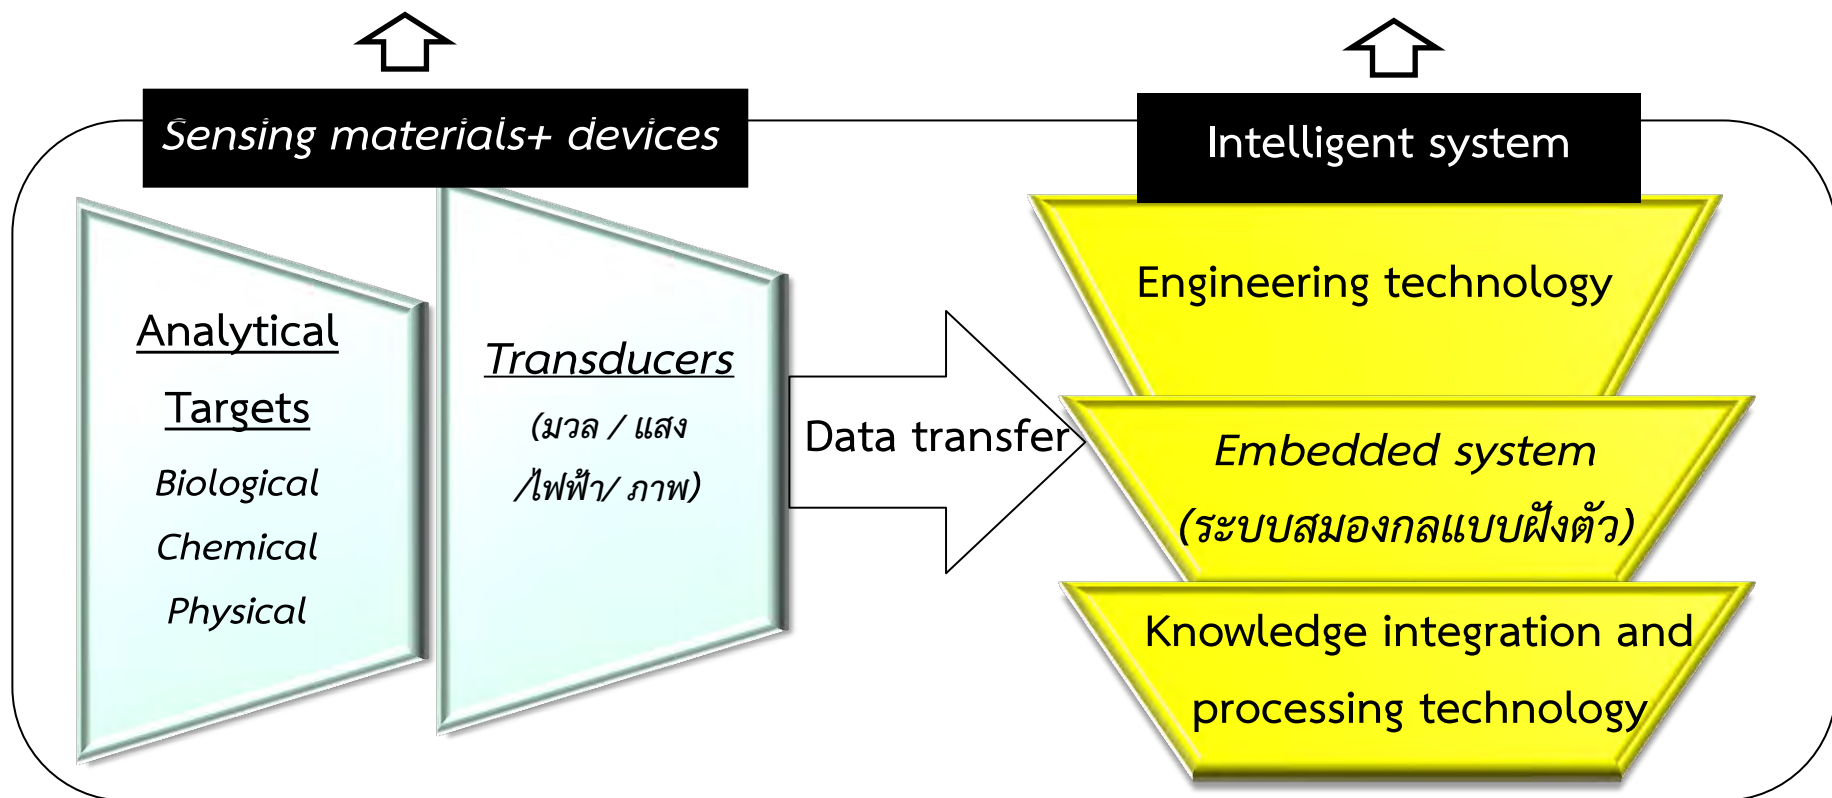 Sensing materials+ devices
Analytical
Targets
Biological
Chemical
Physical
Transducers
(มวล / แสง
/ไฟฟ้า/ ภาพ)
Data transfer
Intelligent system
Engineering technology
Embedded system
(ระบบสมองกลแบบฝังตัว)
Knowledge integration and
processing technology